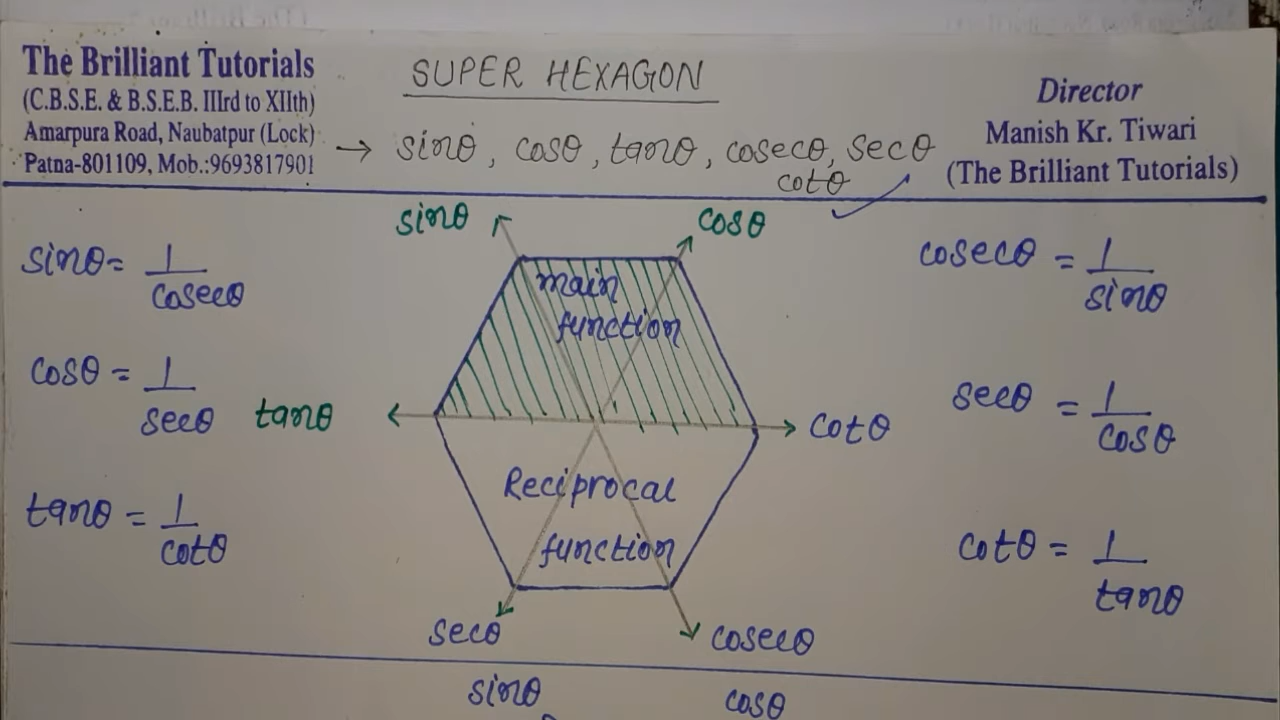 The Brilliant Tutorials
(C.B.S.E. & B.S.E.B. IIIrd to XIIth)
Amarpura Road, Naubatpur (Lock)
Patna-801109, Mob.:9693817901
SUPER HEXAGON
→ sinθ, cosθ, tanθ, cosecθ, secθ
cotθ
Director
Manish Kr. Tiwari
(The Brilliant Tutorials)
sinθ = 1/cosecθ
cosθ = 1/secθ
tanθ = 1/cotθ
sinθ
cosθ
main
function
tanθ
cotθ
Reciprocal
function
secθ
cosecθ
cosecθ = 1/sinθ
secθ = 1/cosθ
cotθ = 1/tanθ
sinθ
cosθ